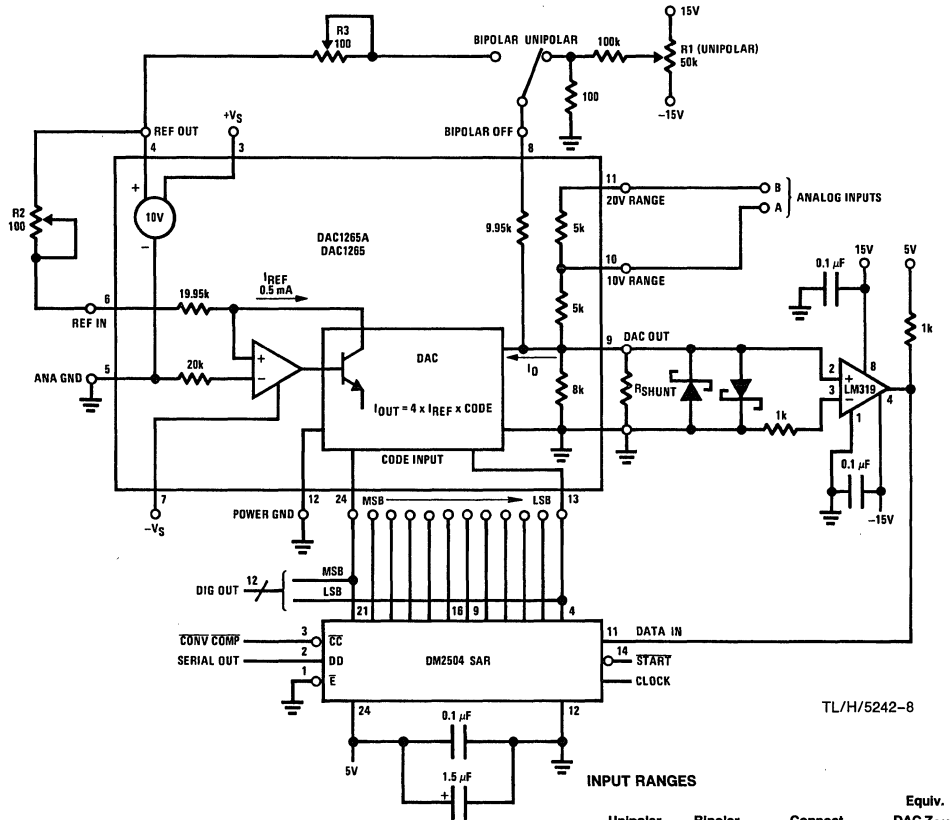 R3
100
BIPOLAR UNIPOLAR
100k
15V
R1 (UNIPOLAR)
50k
100
-15V
+VS
REF OUT
4
3
BIPOLAR OFF
8
R2
100
+
10V
−
DAC1265A
DAC1265
9.95k
5k
11
20V RANGE
B
A
ANALOG INPUTS
10
10V RANGE
5k
0.1 µF
15V
5V
1k
6
REF IN
19.95k
IREF
0.5 mA
5
ANA GND
20k
+
−
DAC
IOUT = 4 x IREF x CODE
CODE INPUT
IO
8k
9
DAC OUT
RSHUNT
1k
2
3
+
−
LM319
8
4
1
0.1 µF
-15V
7
−VS
12
POWER GND
24
MSB
LSB
13
DIG OUT
12
MSB
LSB
21
16
9
4
CONV COMP
3
CC
SERIAL OUT
2
DD
1
E
DM2504 SAR
11
DATA IN
14
START
CLOCK
24
12
0.1 µF
5V
1.5 µF
+
TL/H/5242-8
INPUT RANGES
Equiv.
Unipolar Bipolar Connect